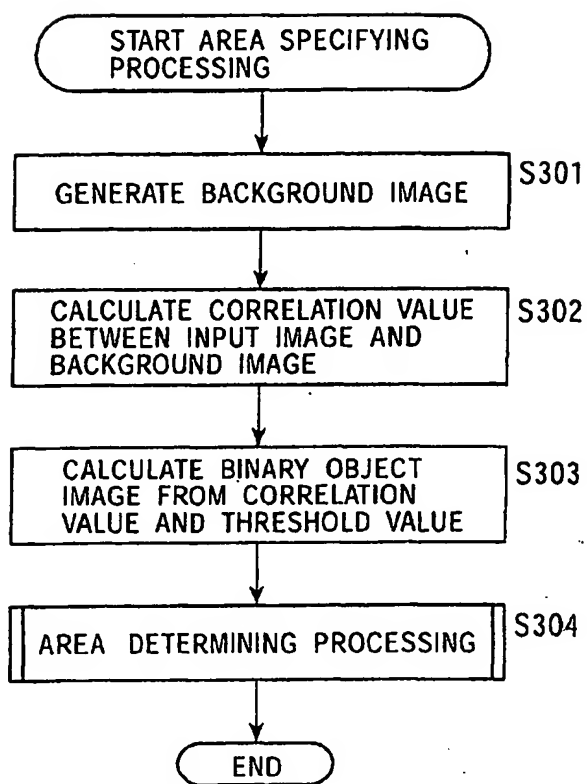 START AREA SPECIFYING
PROCESSING
GENERATE BACKGROUND IMAGE
S301
CALCULATE CORRELATION VALUE
BETWEEN INPUT IMAGE AND
BACKGROUND IMAGE
S302
CALCULATE BINARY OBJECT
IMAGE FROM CORRELATION
VALUE AND THRESHOLD VALUE
S303
AREA DETERMINING PROCESSING
S304
END